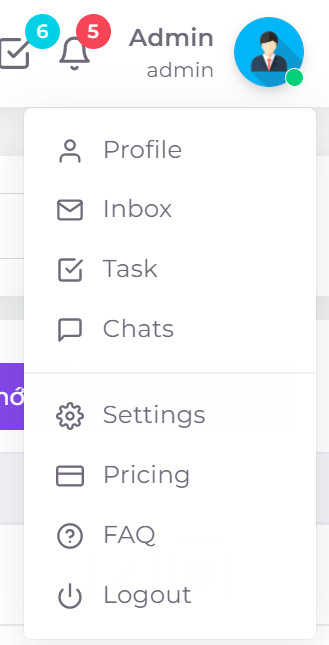 6
5
Admin
admin
Profile
Inbox
Task
Chats
Settings
Pricing
FAQ
Logout